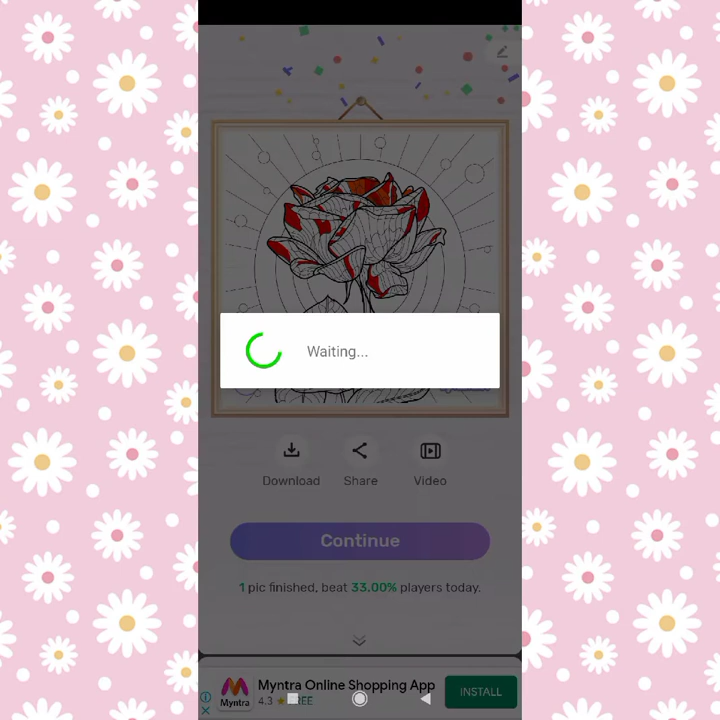 Waiting...
Download
Share
Video
Continue
1 pic finished, beat 33.00% players today.
Myntra Online Shopping App
Myntra
4.3
INSTALL